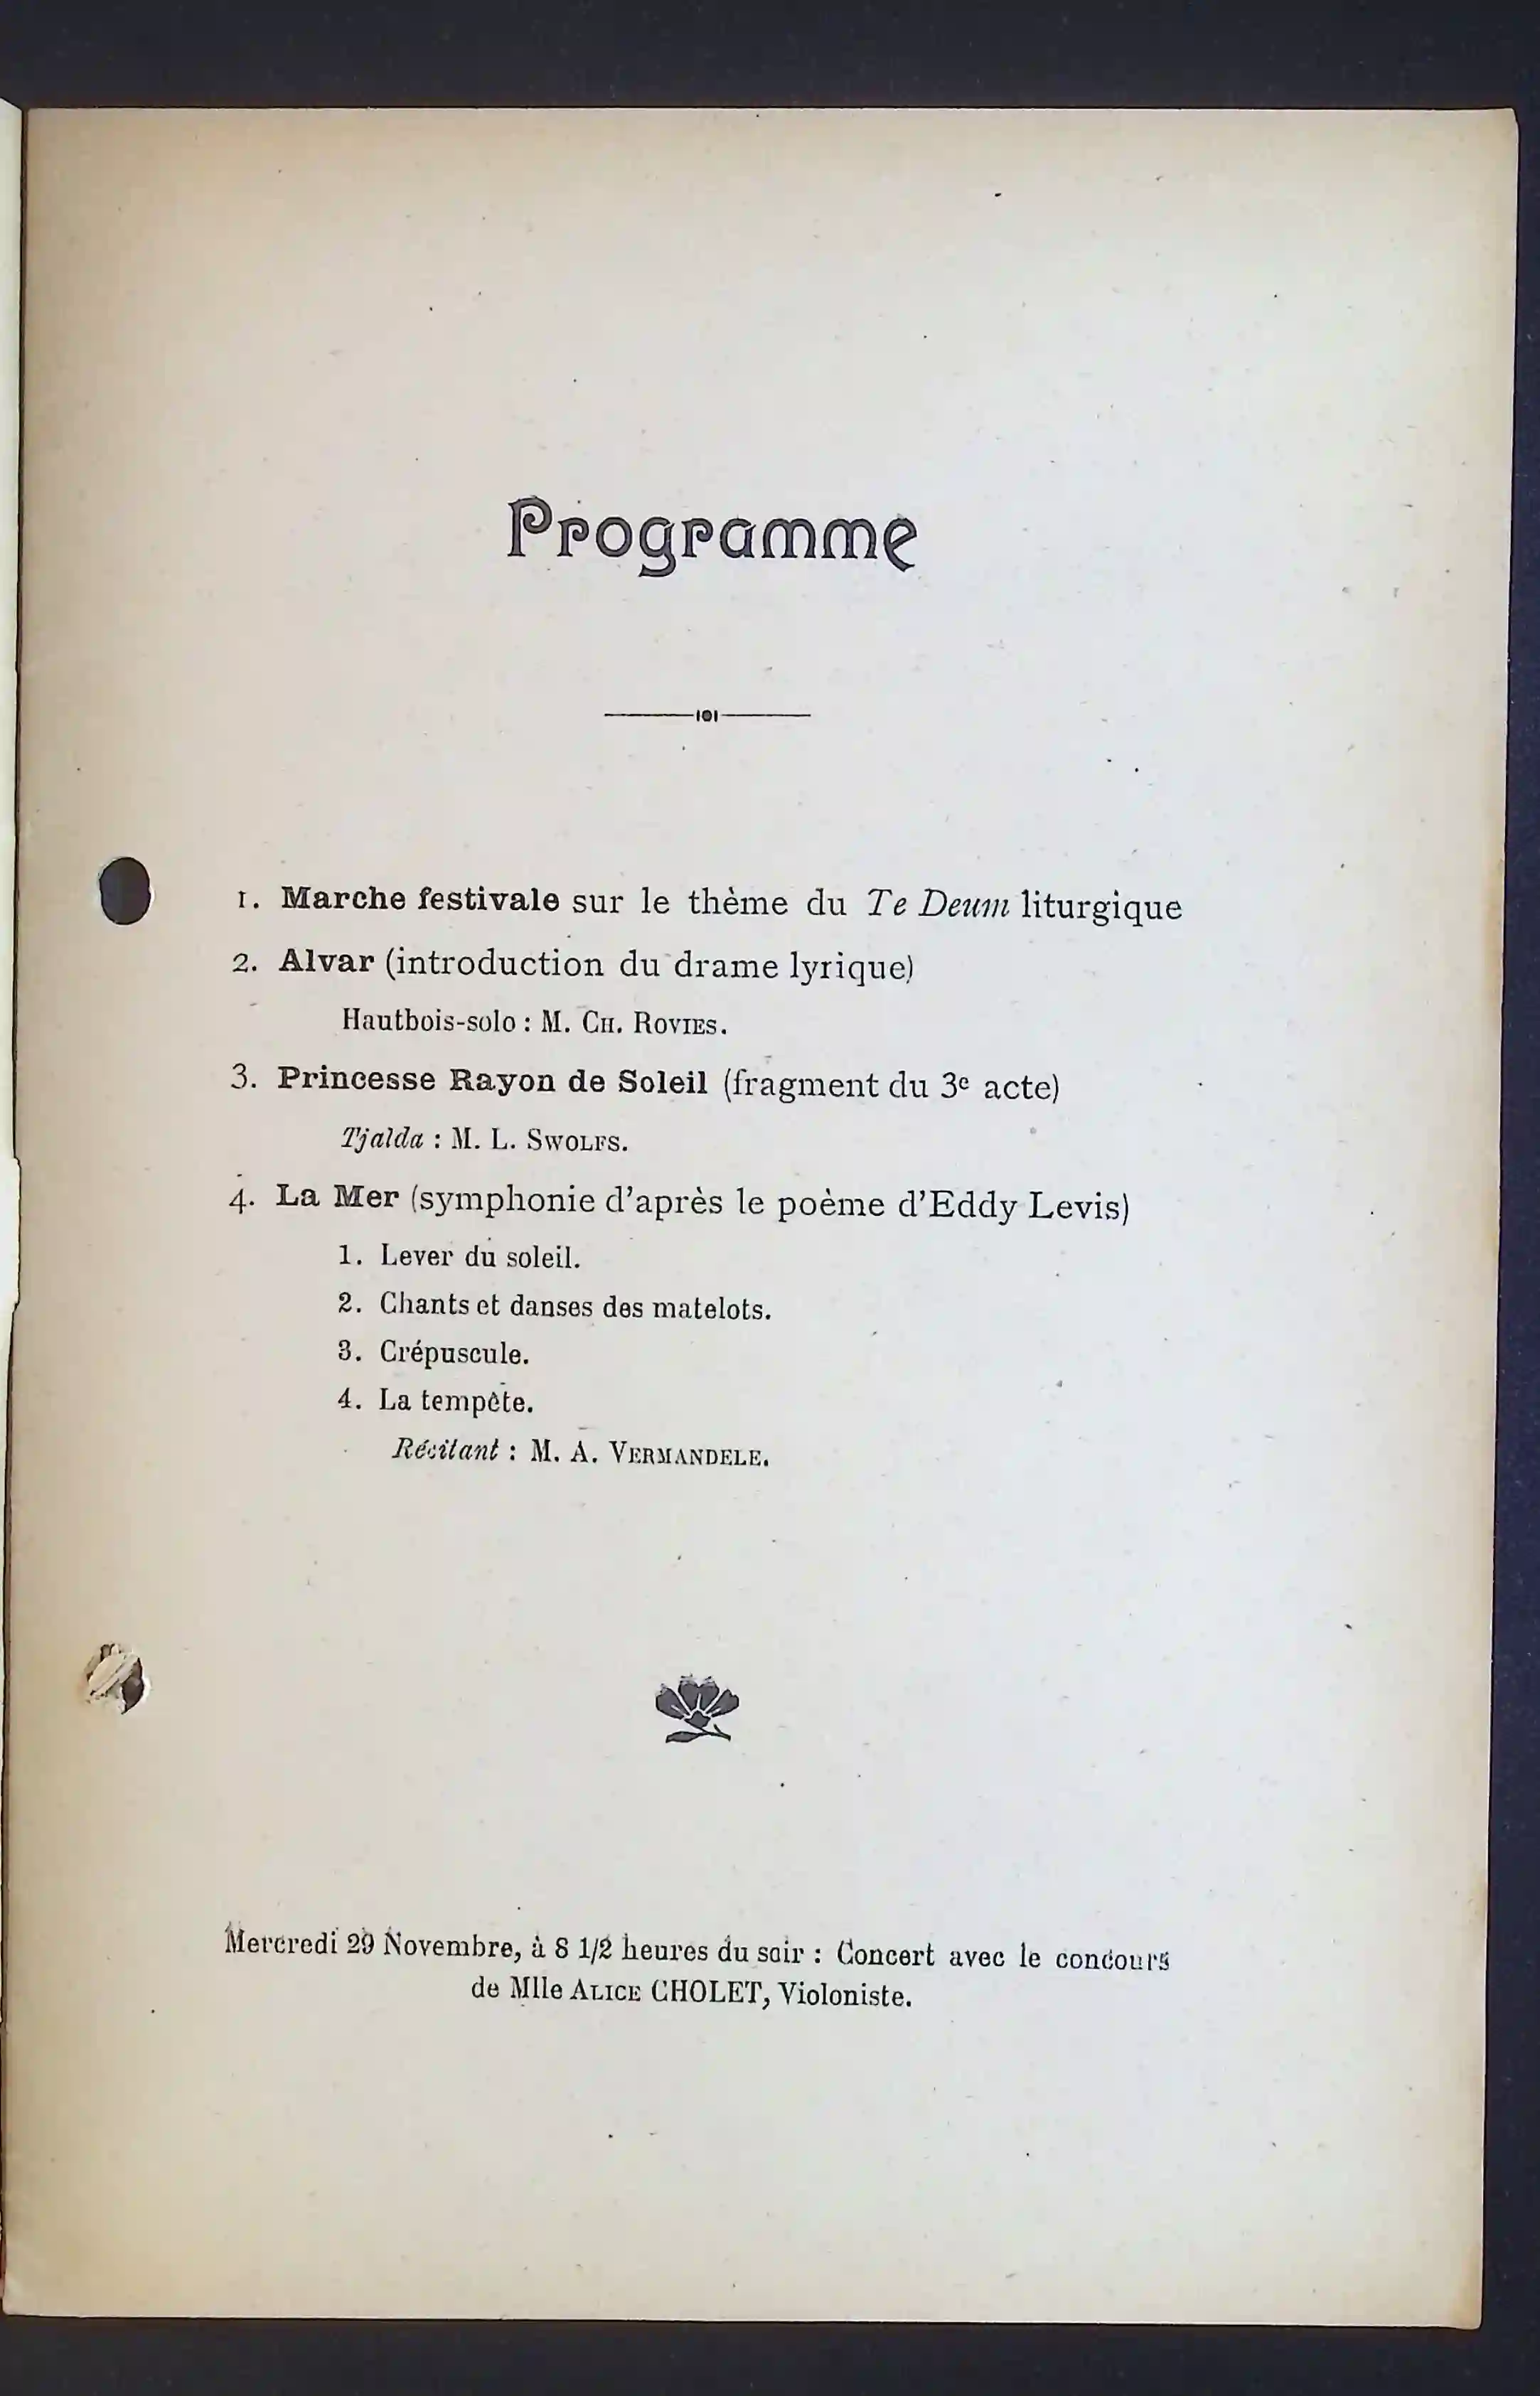 Programme
1. Marche festivale sur le thème du Te Deum liturgique
2. Alvar (introduction du drame lyrique)
Hautbois-solo : M. CH. ROVIES.
3. Princesse Rayon de Soleil (fragment du 3e acte)
Tjalda : M. L. SWOLFS.
4. La Mer (symphonie d'après le poème d'Eddy Levis)
1. Lever du soleil.
2. Chants et danses des matelots.
3. Crépuscule.
4. La tempête.
Récitant : M. A. VERMANDELE.
Mercredi 29 Novembre, à 8 1/2 heures du soir : Concert avec le concours
de Mlle ALICE CHOLET, Violoniste.